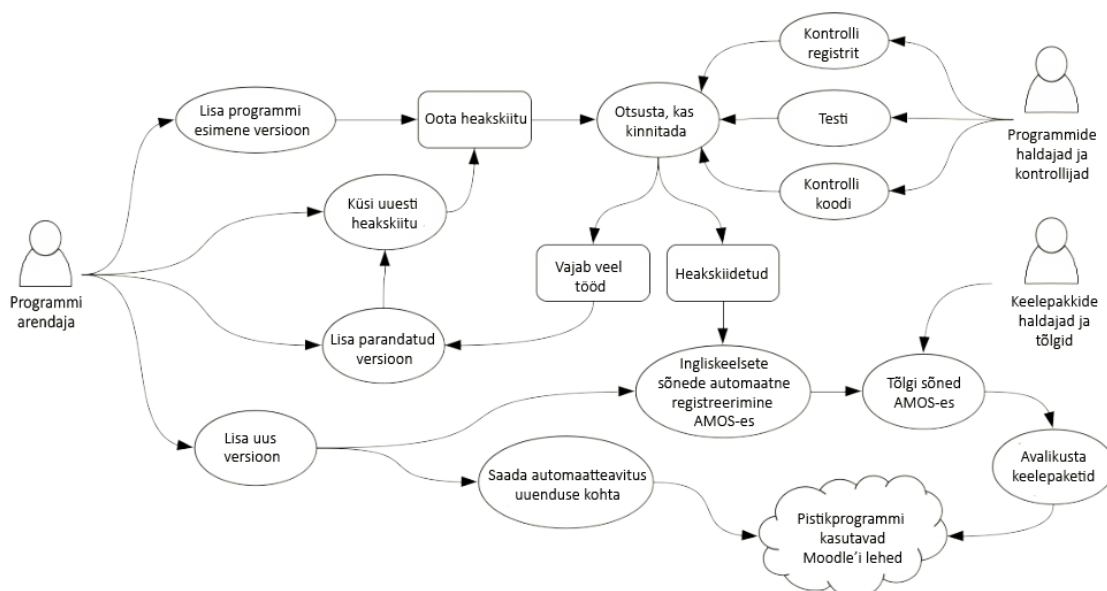 Kontrolli
registrit
Lisa programmi
esimene versioon
Oota heakskiitu
Otsusta, kas
kinnitada
Testi
Programmide
haldajad ja
kontrollijad
Kontrolli
koodi
Küsi uuesti
heakskiitu
Programmi
arendaja
Vajab veel
tööd
Heakskiidetud
Keelepakkide
haldajad ja
tõlgid
Lisa parandatud
versioon
Ingliskeelsete
sõnede automaatne
registreerimine
AMOS-es
Tõlgi sõned
AMOS-es
Lisa uus
versioon
Saada automaatteavitus
uuenduse kohta
Avalikusta
keelepaketid
Pistikprogrammi
kasutavad
Moodle’i lehed